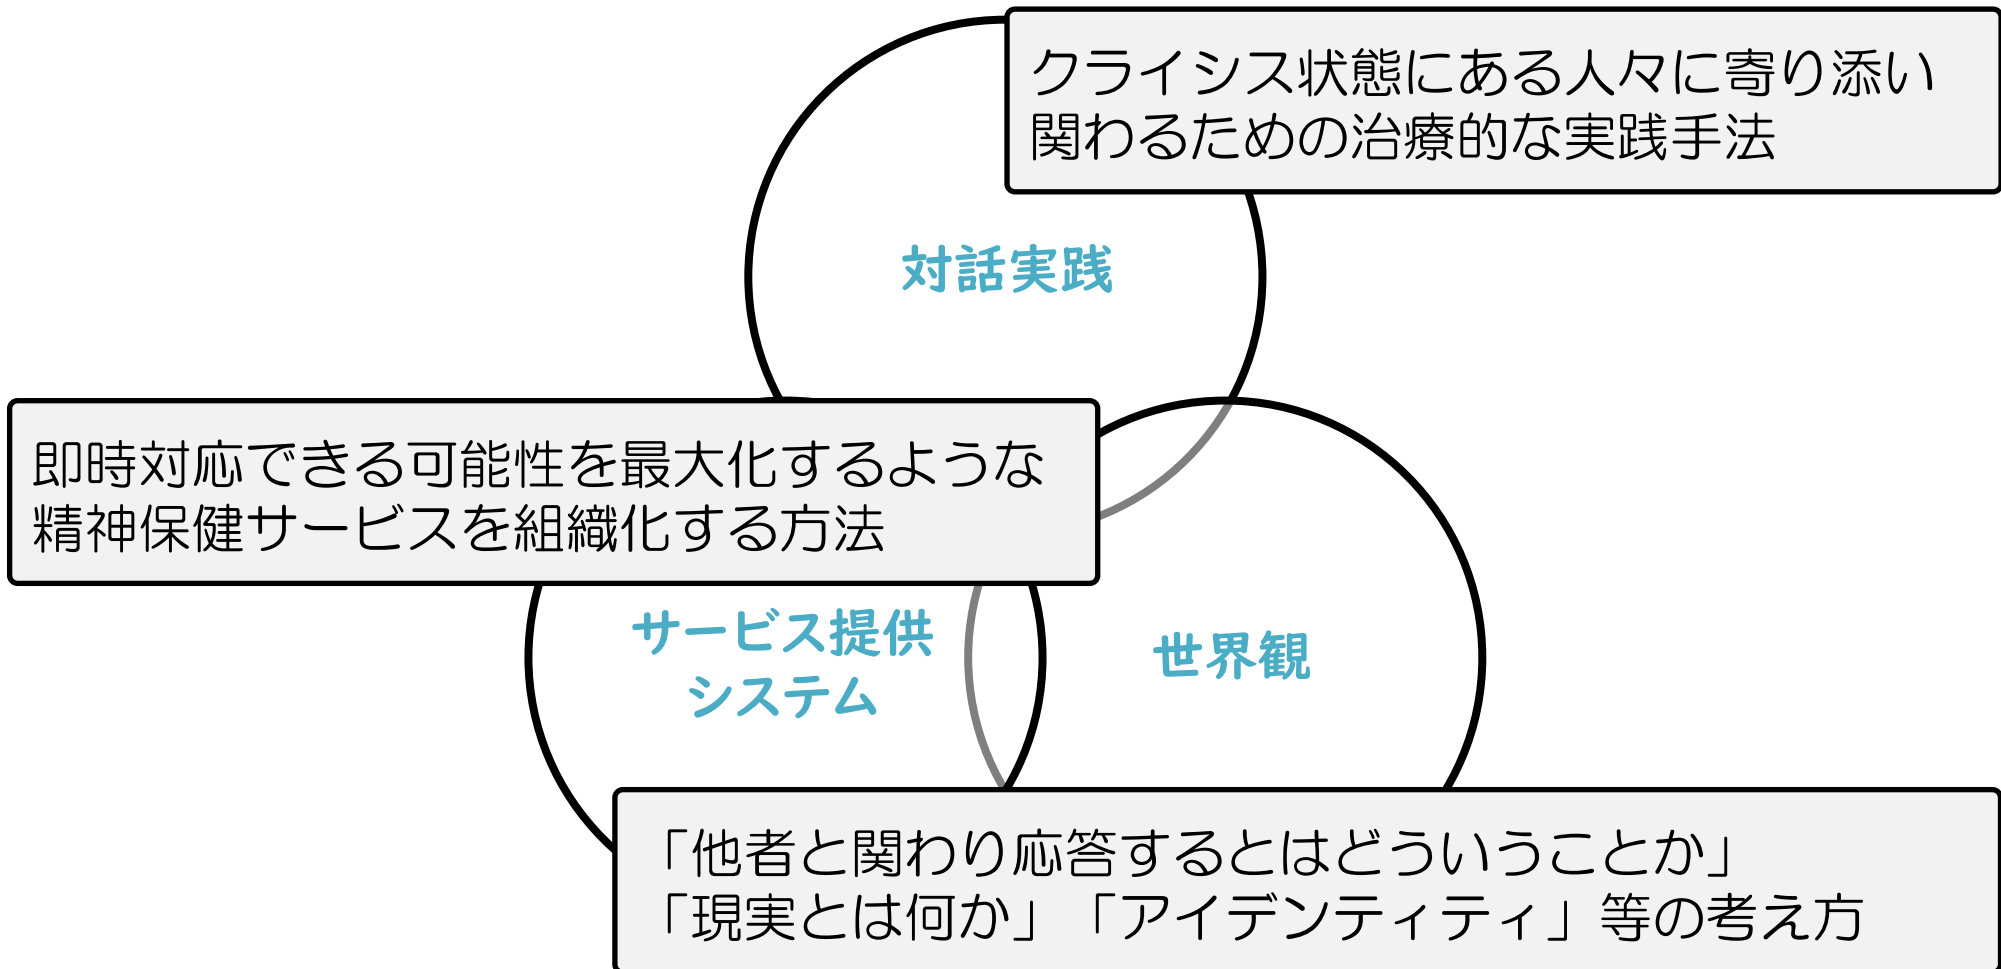 クライシス状態にある人々に寄り添い
関わるための治療的な実践手法
対話実践
即時対応できる可能性を最大化するような
精神保健サービスを組織化する方法
サービス提供
システム
世界観
「他者と関わり応答するとはどういうことか」
「現実とは何か」「アイデンティティ」等の考え方